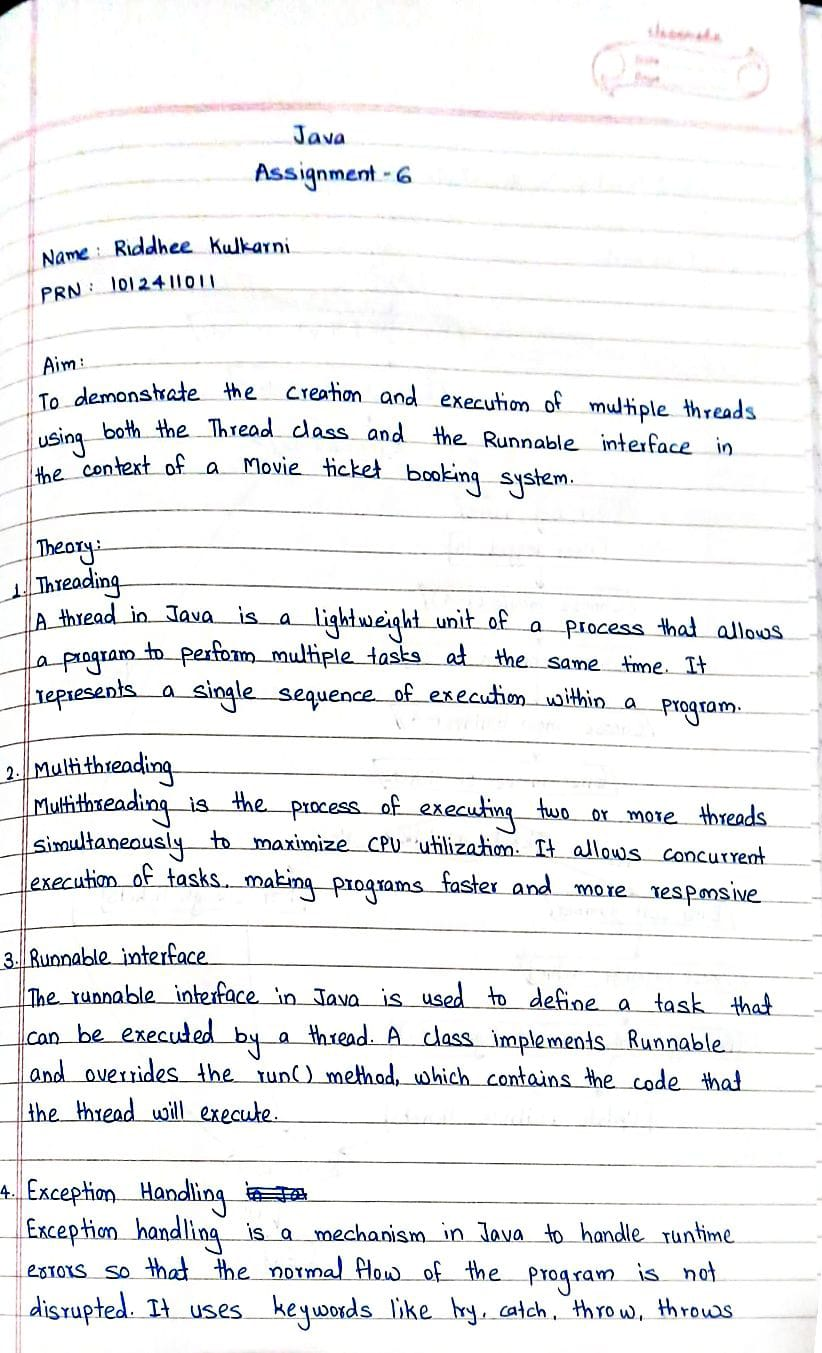 classmate
Date
Page
Java
Assignment - 6
Name : Riddhee Kulkarni
PRN : 1012411011
Aim:
To demonstrate the creation and execution of multiple threads
using both the Thread class and the Runnable interface in
the context of a Movie ticket booking system.
Theory:
1. Threading
A thread in Java is a lightweight unit of a process that allows
a program to perform multiple tasks at the same time. It
represents a single sequence of execution within a program.
2. Multithreading
Multithreading is the process of executing two or more threads
simultaneously to maximize CPU utilization. It allows concurrent
execution of tasks, making programs faster and more responsive
3. Runnable interface
The runnable interface in Java is used to define a task that
can be executed by a thread. A class implements Runnable
and overrides the run() method, which contains the code that
the thread will execute.
4. Exception Handling
Exception handling is a mechanism in Java to handle runtime
errors so that the normal flow of the program is not
disrupted. It uses keywords like try, catch, throw, throws